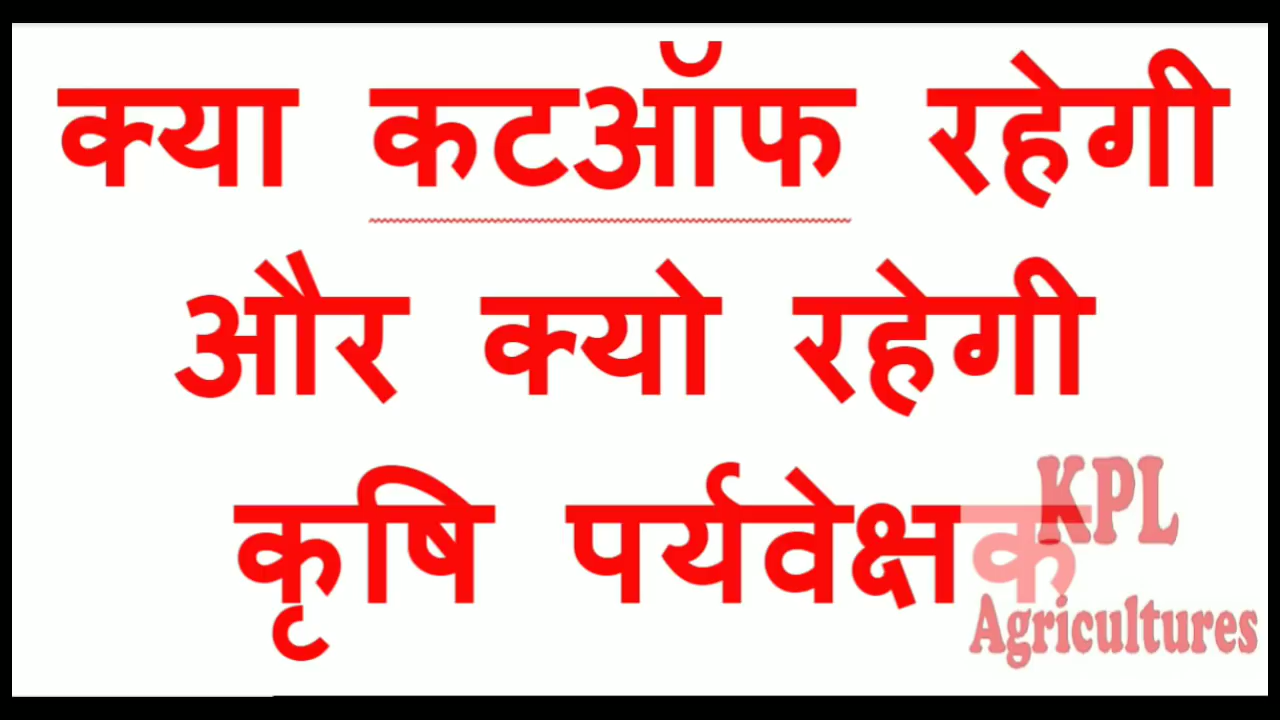 क्या कटऑफ रहेगी
और क्यो रहेगी
कृषि पर्यवेक्षक
KPL
Agricultures